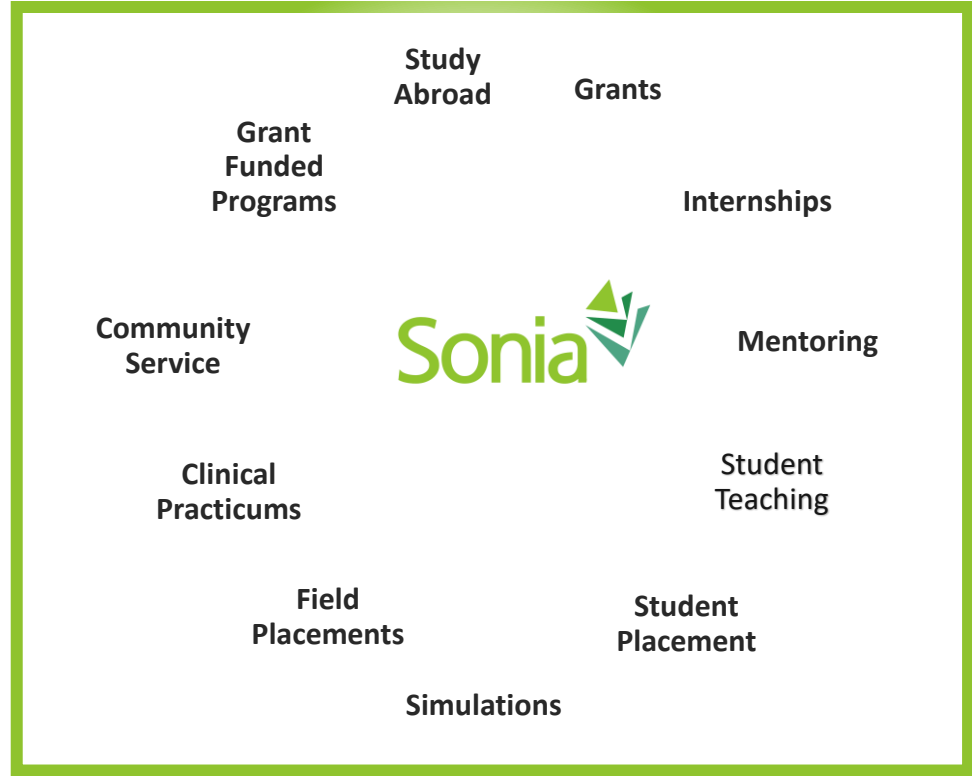 Study
Abroad
Grants
Grant
Funded
Programs
Internships
Community
Service
Sonia
Mentoring
Clinical
Practicums
Student
Teaching
Field
Placements
Student
Placement
Simulations